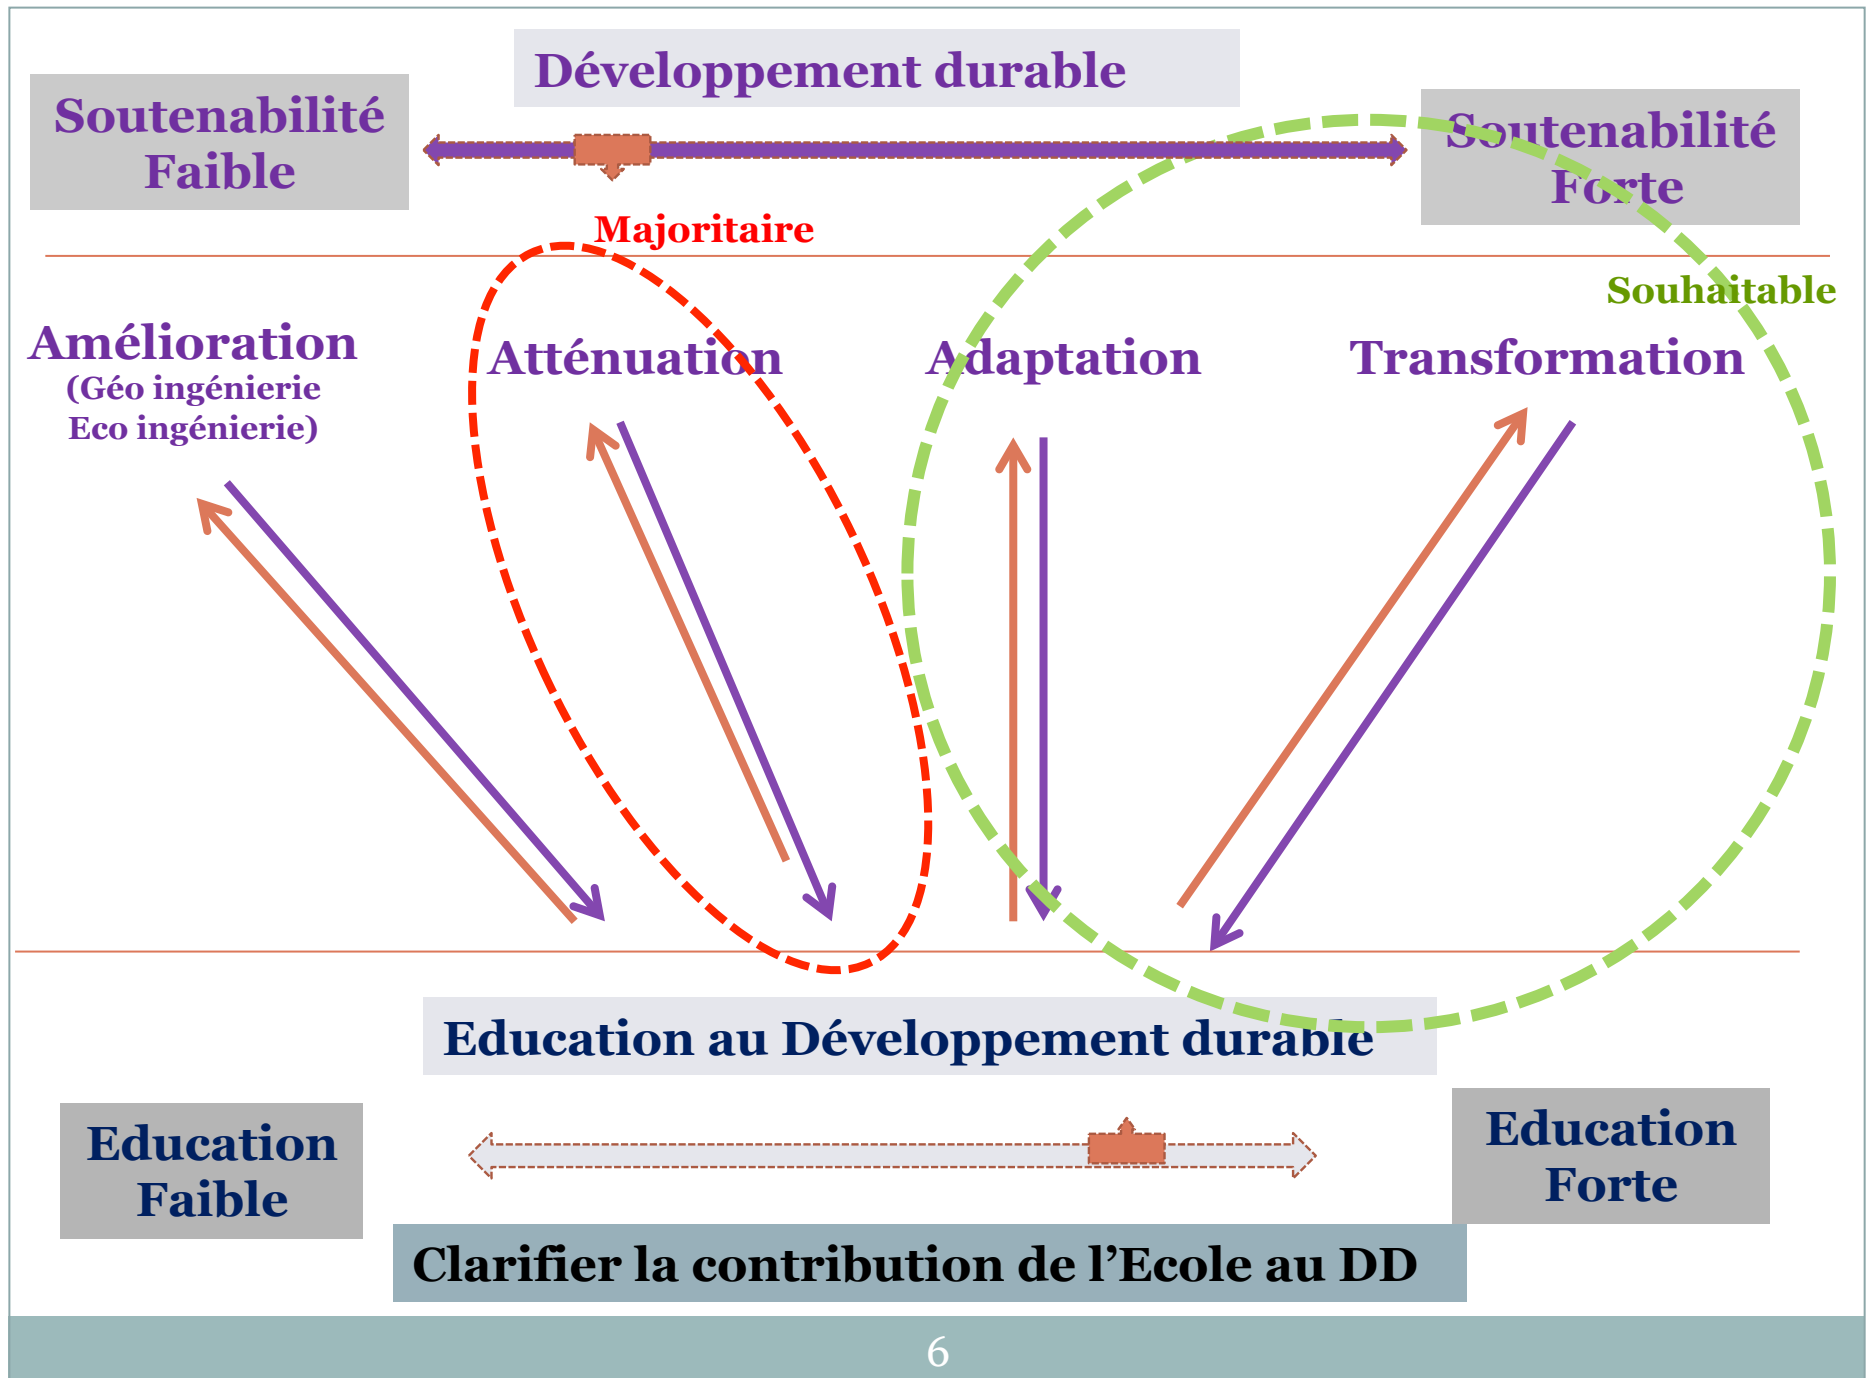 Développement durable
Soutenabilité
Faible
Soutenabilité
Forte
Majoritaire
Souhaitable
Amélioration
(Géo ingénierie
Eco ingénierie)
Atténuation
Adaptation
Transformation
Education au Développement durable
Education
Faible
Education
Forte
Clarifier la contribution de l’Ecole au DD
6